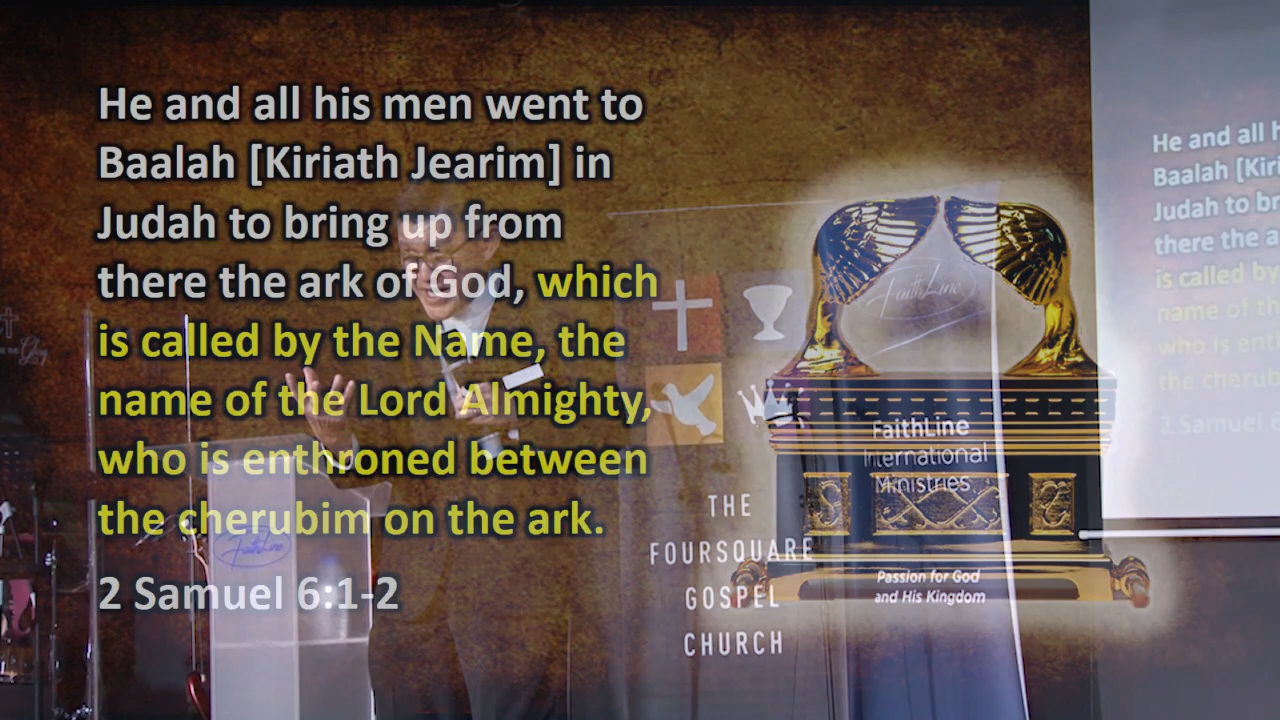 He and all his men went to
Baalah [Kiriath Jearim] in
Judah to bring up from
there the ark of God, which
is called by the Name, the
name of the Lord Almighty,
who is enthroned between
the cherubim on the ark.
2 Samuel 6:1-2
FaithLine
FaithLine
International
Ministries
Passion for God
and His Kingdom
THE
FOURSQUARE
GOSPEL
CHURCH
FaithLine
He and all
Baalah [Kiri
Judah to br
there the a
is called by
name of th
who is enth
the cherub
2 Samuel 6